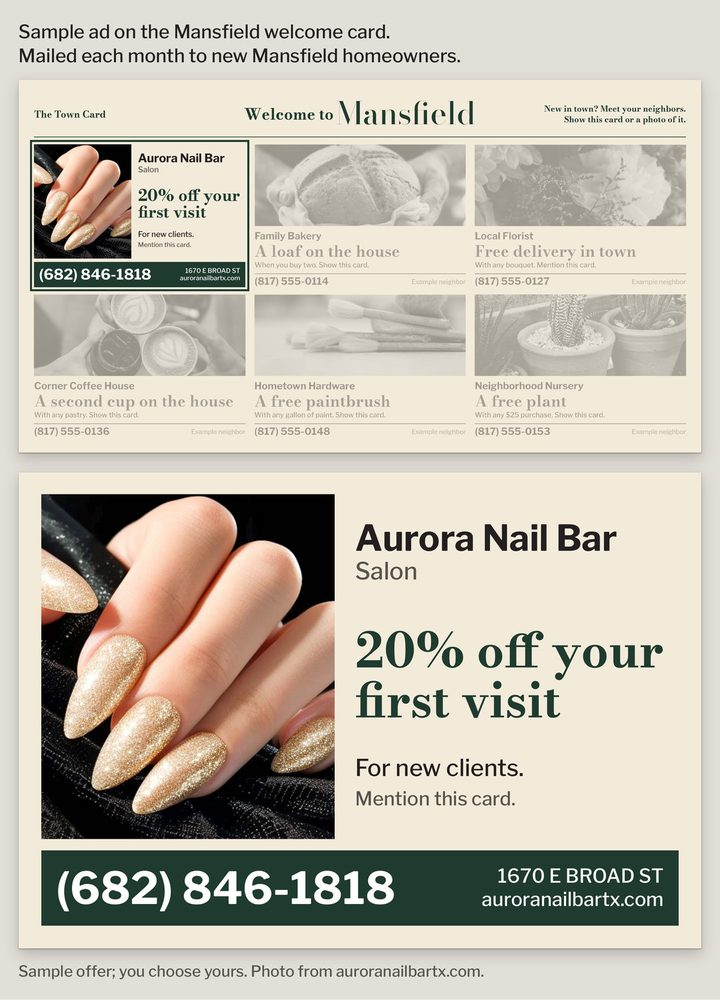 Sample ad on the Mansfield welcome card.
Mailed each month to new Mansfield homeowners.
The Town Card
Welcome to Mansfield
New in town? Meet your neighbors.
Show this card or a photo of it.
Aurora Nail Bar
Salon
20% off your
first visit
For new clients.
Mention this card.
(682) 846-1818
1670 E BROAD ST
auroranailbartx.com
Family Bakery
A loaf on the house
When you buy two. Show this card.
(817) 555-0114
Example neighbor
Local Florist
Free delivery in town
With any bouquet. Mention this card.
(817) 555-0127
Example neighbor
Corner Coffee House
A second cup on the house
With any pastry. Show this card.
(817) 555-0136
Example neighbor
Hometown Hardware
A free paintbrush
With any gallon of paint. Show this card.
(817) 555-0148
Example neighbor
Neighborhood Nursery
A free plant
With any $25 purchase. Show this card.
(817) 555-0153
Example neighbor
Aurora Nail Bar
Salon
20% off your
first visit
For new clients.
Mention this card.
(682) 846-1818
1670 E BROAD ST
auroranailbartx.com
Sample offer; you choose yours. Photo from auroranailbartx.com.